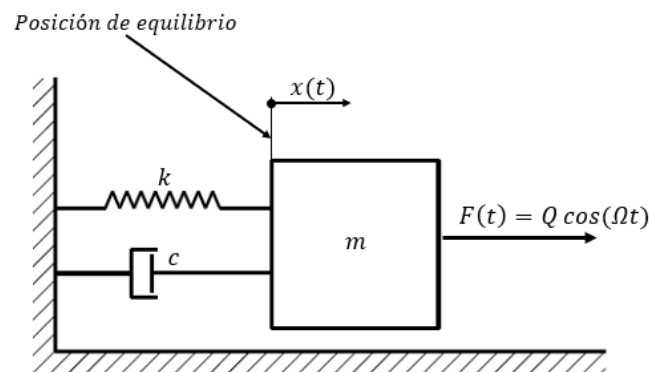 Posición de equilibrio
x(t)
k
F(t) = Q cos(Ωt)
m
c